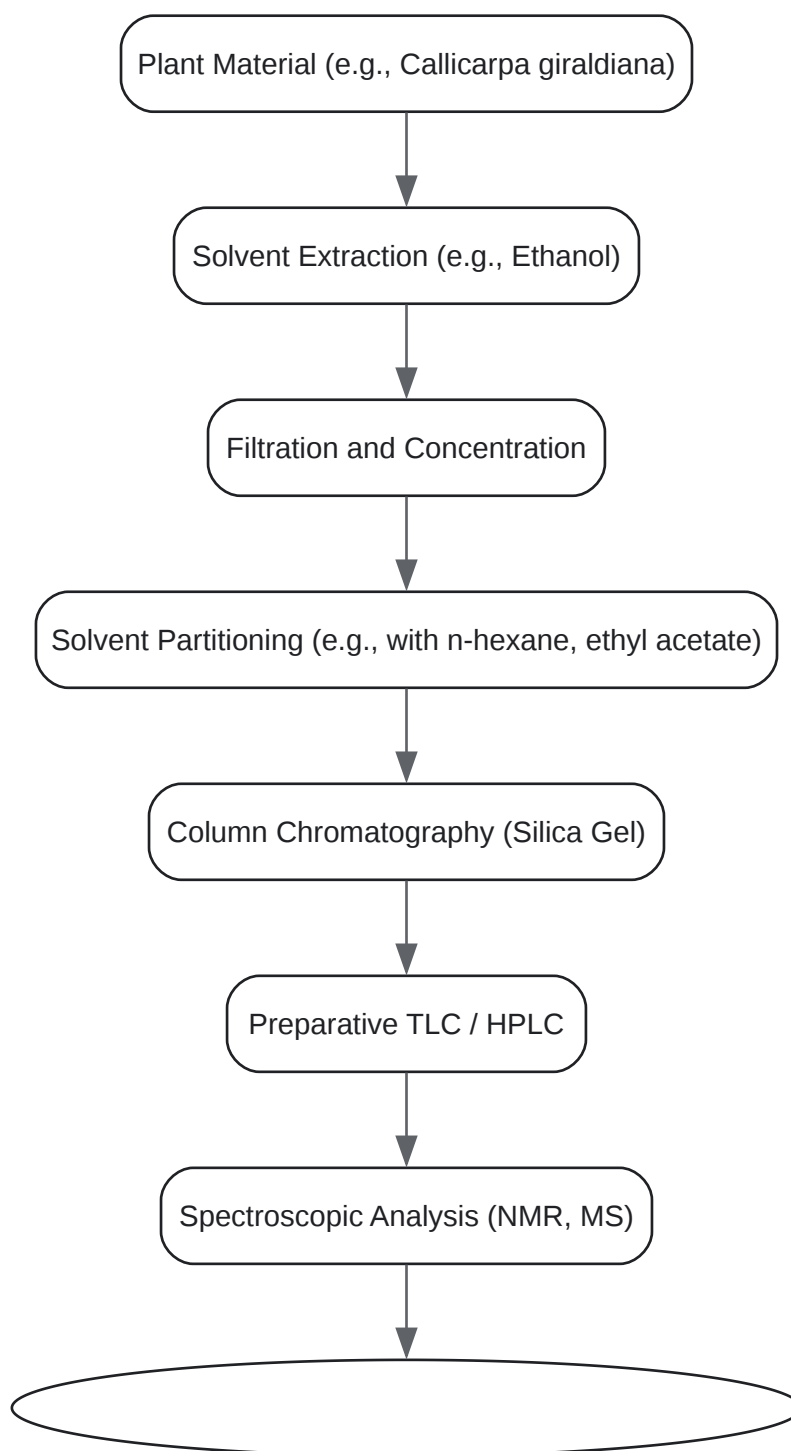 Plant Material (e.g., Callicarpa giraldiana)
Solvent Extraction (e.g., Ethanol)
Filtration and Concentration
Solvent Partitioning (e.g., with n-hexane, ethyl acetate)
Column Chromatography (Silica Gel)
Preparative TLC / HPLC
Spectroscopic Analysis (NMR, MS)